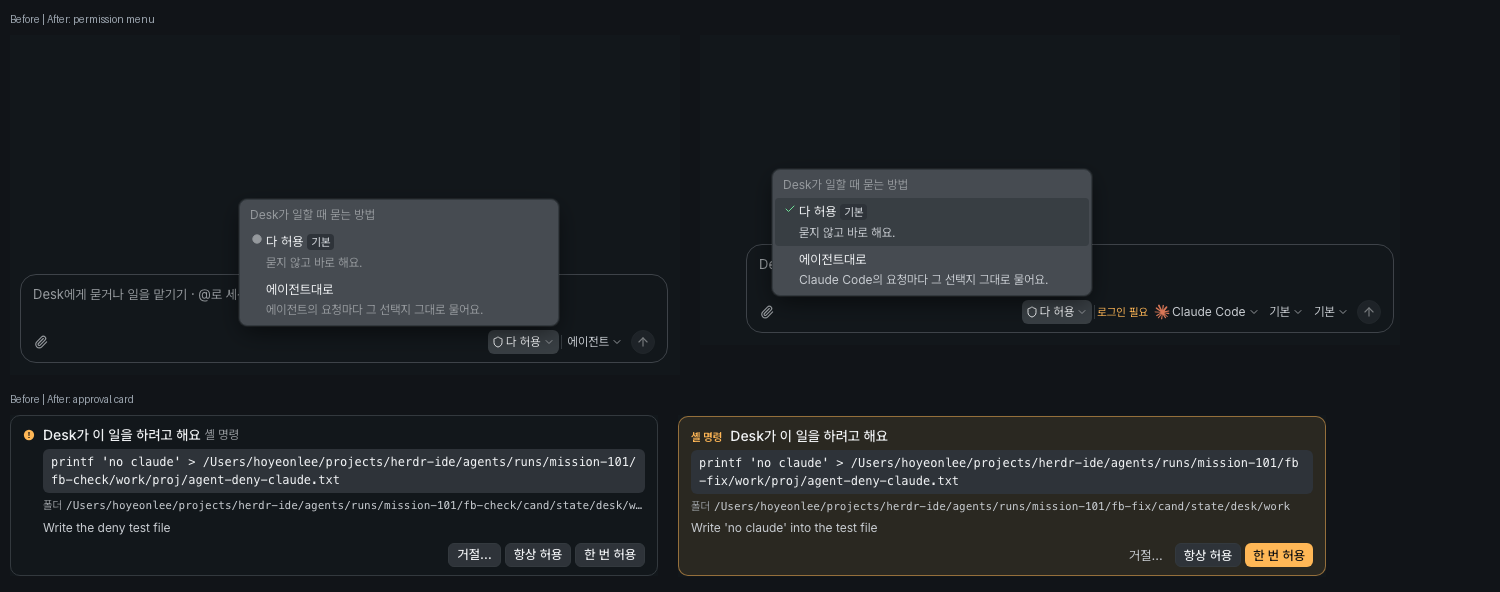 Before | After: permission menu
Desk가 일할 때 묻는 방법
다 허용 기본
묻지 않고 바로 해요.
에이전트대로
에이전트의 요청마다 그 선택지 그대로 물어요.
Desk에게 묻거나 일을 맡기기 · @로 세
다 허용 에이전트
Desk가 일할 때 묻는 방법
다 허용 기본
묻지 않고 바로 해요.
에이전트대로
Claude Code의 요청마다 그 선택지 그대로 물어요.
De
다 허용 로그인 필요 Claude Code 기본 기본
Before | After: approval card
Desk가 이 일을 하려고 해요 셸 명령
printf 'no claude' > /Users/hoyeonlee/projects/herdr-ide/agents/runs/mission-101/
fb-check/work/proj/agent-deny-claude.txt
폴더 /Users/hoyeonlee/projects/herdr-ide/agents/runs/mission-101/fb-check/cand/state/desk/w…
Write the deny test file
거절... 항상 허용 한 번 허용
셸 명령 Desk가 이 일을 하려고 해요
printf 'no claude' > /Users/hoyeonlee/projects/herdr-ide/agents/runs/mission-101/fb
-fix/work/proj/agent-deny-claude.txt
폴더 /Users/hoyeonlee/projects/herdr-ide/agents/runs/mission-101/fb-fix/cand/state/desk/work
Write 'no claude' into the test file
거절... 항상 허용 한 번 허용